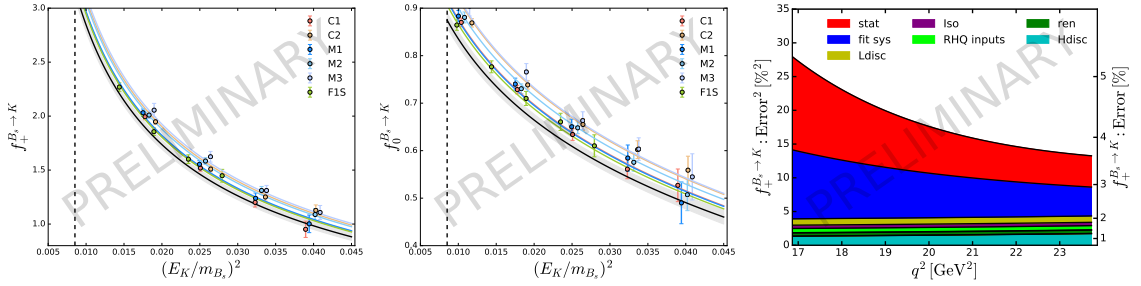 3.0
2.5
2.0
1.5
1.0
0.005 0.010 0.015 0.020 0.025 0.030 0.035 0.040 0.045
f_+^{B_s→K}
(E_K/m_{B_s})^2
C1
C2
M1
M2
M3
F1S
PRELIMINARY
0.9
0.8
0.7
0.6
0.5
0.4
0.005 0.010 0.015 0.020 0.025 0.030 0.035 0.040 0.045
f_0^{B_s→K}
(E_K/m_{B_s})^2
C1
C2
M1
M2
M3
F1S
PRELIMINARY
35
30
25
20
15
10
5
0
17 18 19 20 21 22 23
f_+^{B_s→K} : Error^2 [%^2]
q^2 [GeV^2]
stat
fit sys
Ldisc
Iso
RHQ inputs
ren
Hdisc
5
4
3
2
1
f_+^{B_s→K} : Error [%]
PRELIMINARY